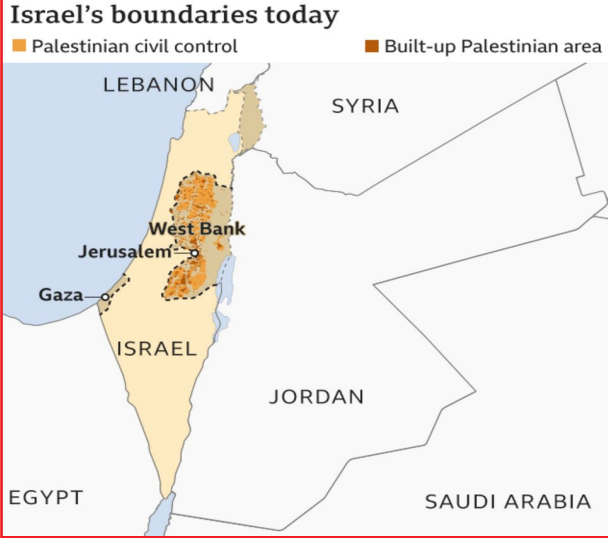 Israel's boundaries today
Palestinian civil control
Built-up Palestinian area
LEBANON
SYRIA
West Bank
Jerusalem
Gaza
ISRAEL
JORDAN
EGYPT
SAUDI ARABIA